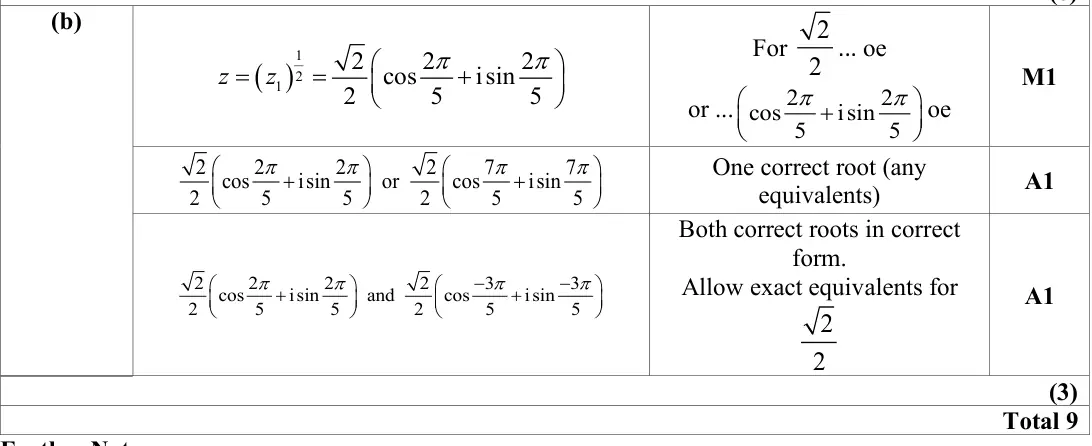 (b)
z = (z₁)^(1/2) = √2/2 (cos 2π/5 + i sin 2π/5)
For √2/2 ... oe
or ... (cos 2π/5 + i sin 2π/5) oe
M1
√2/2 (cos 2π/5 + i sin 2π/5) or √2/2 (cos 7π/5 + i sin 7π/5)
One correct root (any
equivalents)
A1
√2/2 (cos 2π/5 + i sin 2π/5) and √2/2 (cos −3π/5 + i sin −3π/5)
Both correct roots in correct
form.
Allow exact equivalents for
√2/2
A1
(3)
Total 9